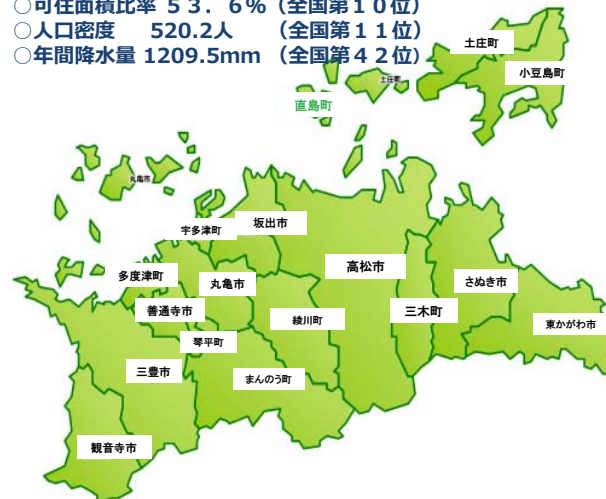 ○可住面積比率 ５３．６％（全国第１０位）
○人口密度 520.2人 （全国第１１位）
○年間降水量 1209.5mm （全国第４２位）
土庄町
小豆島町
土庄町
直島町
丸亀市
宇多津町
坂出市
多度津町
丸亀市
高松市
さぬき市
善通寺市
綾川町
三木町
東かがわ市
琴平町
三豊市
まんのう町
観音寺市